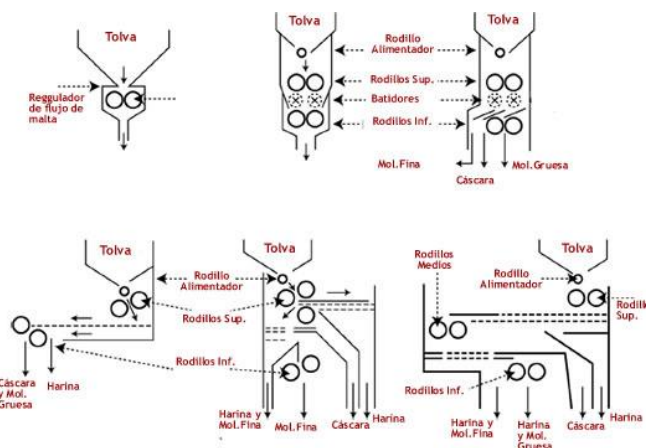 Tolva
Reggulador
de flujo de
malta
Tolva
Rodillo
Alimentador
Rodillos Sup.
Batidores
Rodillos Inf.
Tolva
Mol.Fina
Cáscara
Mol.Gruesa
Tolva
Rodillo
Alimentador
Rodillos Sup.
Rodillos Inf.
Cáscara
y Mol.
Gruesa
Harina
Tolva
Harina y
Mol.Fina
Mol.Fina
Cáscara
Harina
Rodillos
Medios
Tolva
Rodillo
Alimentador
Rodillo
Sup.
Rodillos Inf.
Harina y
Mol.Fina
Harina
y Mol.
Gruesa
Cáscara
Harina